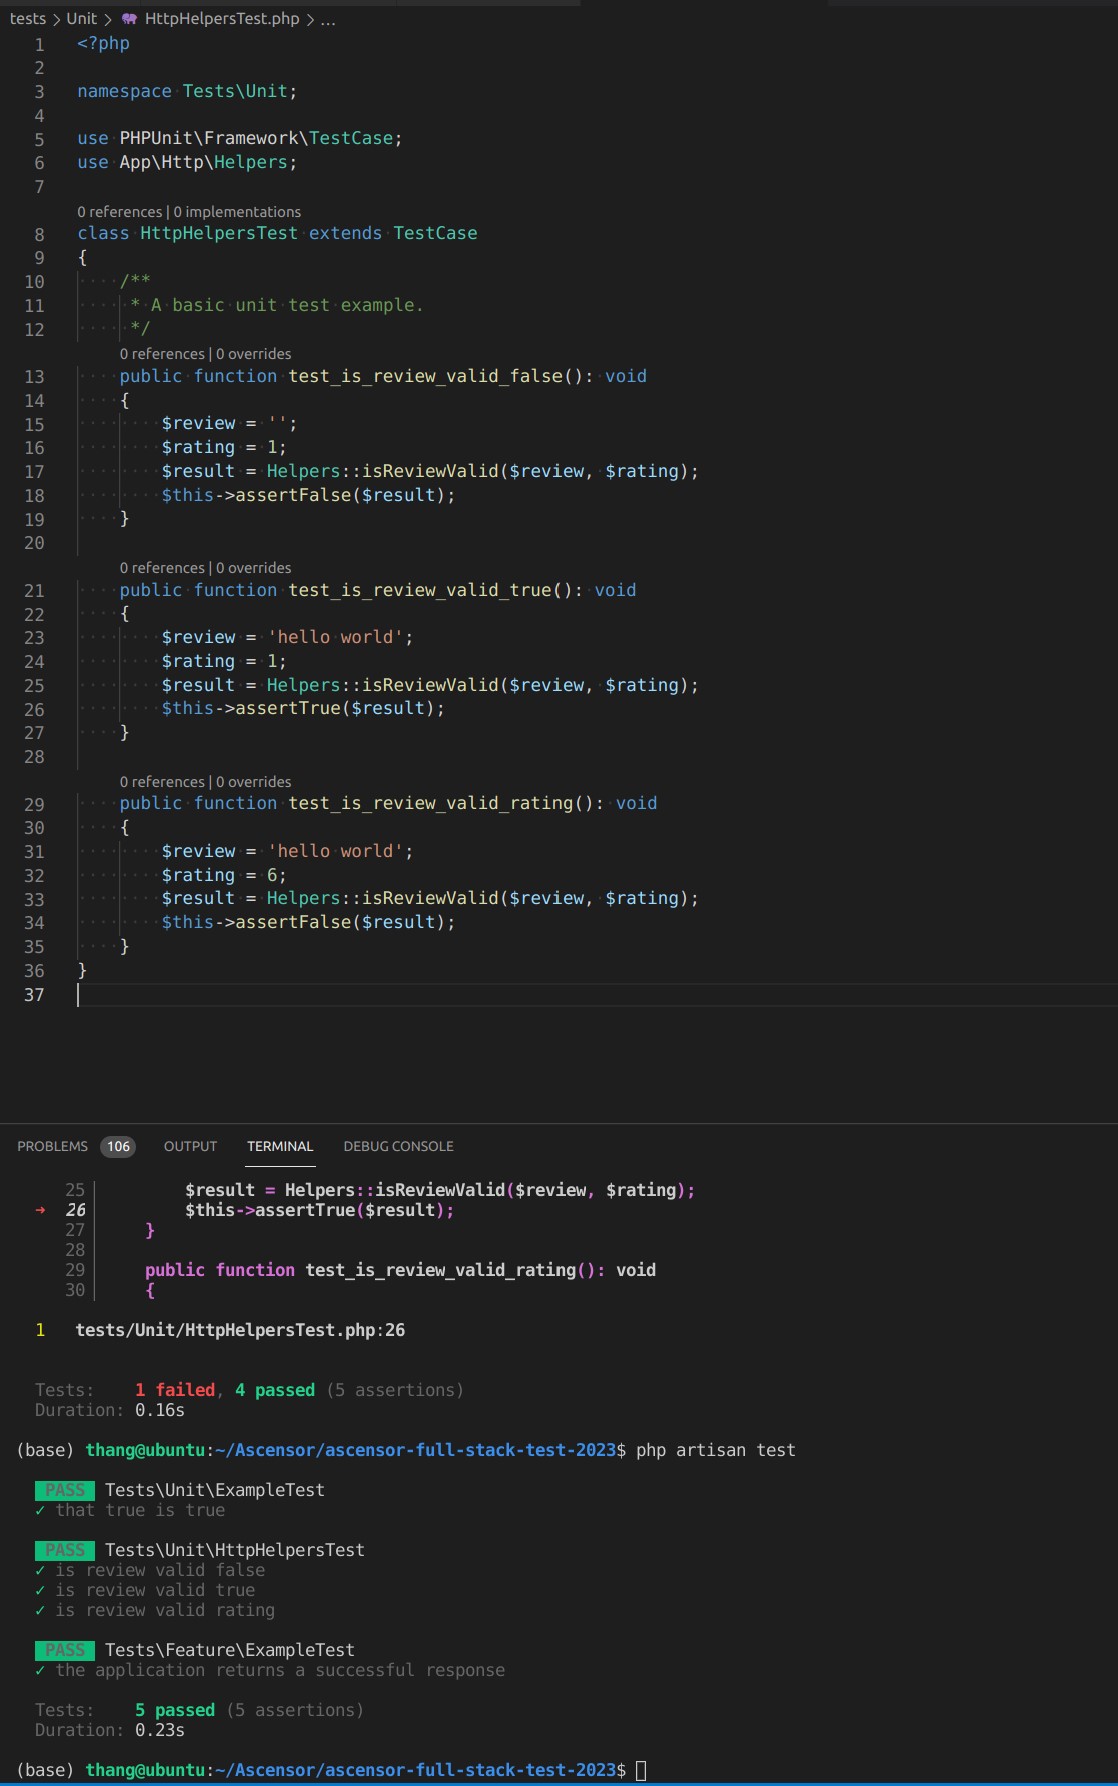 tests > Unit > HttpHelpersTest.php > ...
1 <?php
2
3 namespace Tests\Unit;
4
5 use PHPUnit\Framework\TestCase;
6 use App\Http\Helpers;
7
0 references | 0 implementations
8 class HttpHelpersTest extends TestCase
9 {
10 /**
11 * A basic unit test example.
12 */
0 references | 0 overrides
13 public function test_is_review_valid_false(): void
14 {
15 $review = '';
16 $rating = 1;
17 $result = Helpers::isReviewValid($review, $rating);
18 $this->assertFalse($result);
19 }
20
0 references | 0 overrides
21 public function test_is_review_valid_true(): void
22 {
23 $review = 'hello world';
24 $rating = 1;
25 $result = Helpers::isReviewValid($review, $rating);
26 $this->assertTrue($result);
27 }
28
0 references | 0 overrides
29 public function test_is_review_valid_rating(): void
30 {
31 $review = 'hello world';
32 $rating = 6;
33 $result = Helpers::isReviewValid($review, $rating);
34 $this->assertFalse($result);
35 }
36 }
37
PROBLEMS 106 OUTPUT TERMINAL DEBUG CONSOLE
25 $result = Helpers::isReviewValid($review, $rating);
➜ 26 $this->assertTrue($result);
27 }
28
29 public function test_is_review_valid_rating(): void
30 {
1 tests/Unit/HttpHelpersTest.php:26
Tests: 1 failed, 4 passed (5 assertions)
Duration: 0.16s
(base) thang@ubuntu:~/Ascensor/ascensor-full-stack-test-2023$ php artisan test
PASS Tests\Unit\ExampleTest
✓ that true is true
PASS Tests\Unit\HttpHelpersTest
✓ is review valid false
✓ is review valid true
✓ is review valid rating
PASS Tests\Feature\ExampleTest
✓ the application returns a successful response
Tests: 5 passed (5 assertions)
Duration: 0.23s
(base) thang@ubuntu:~/Ascensor/ascensor-full-stack-test-2023$